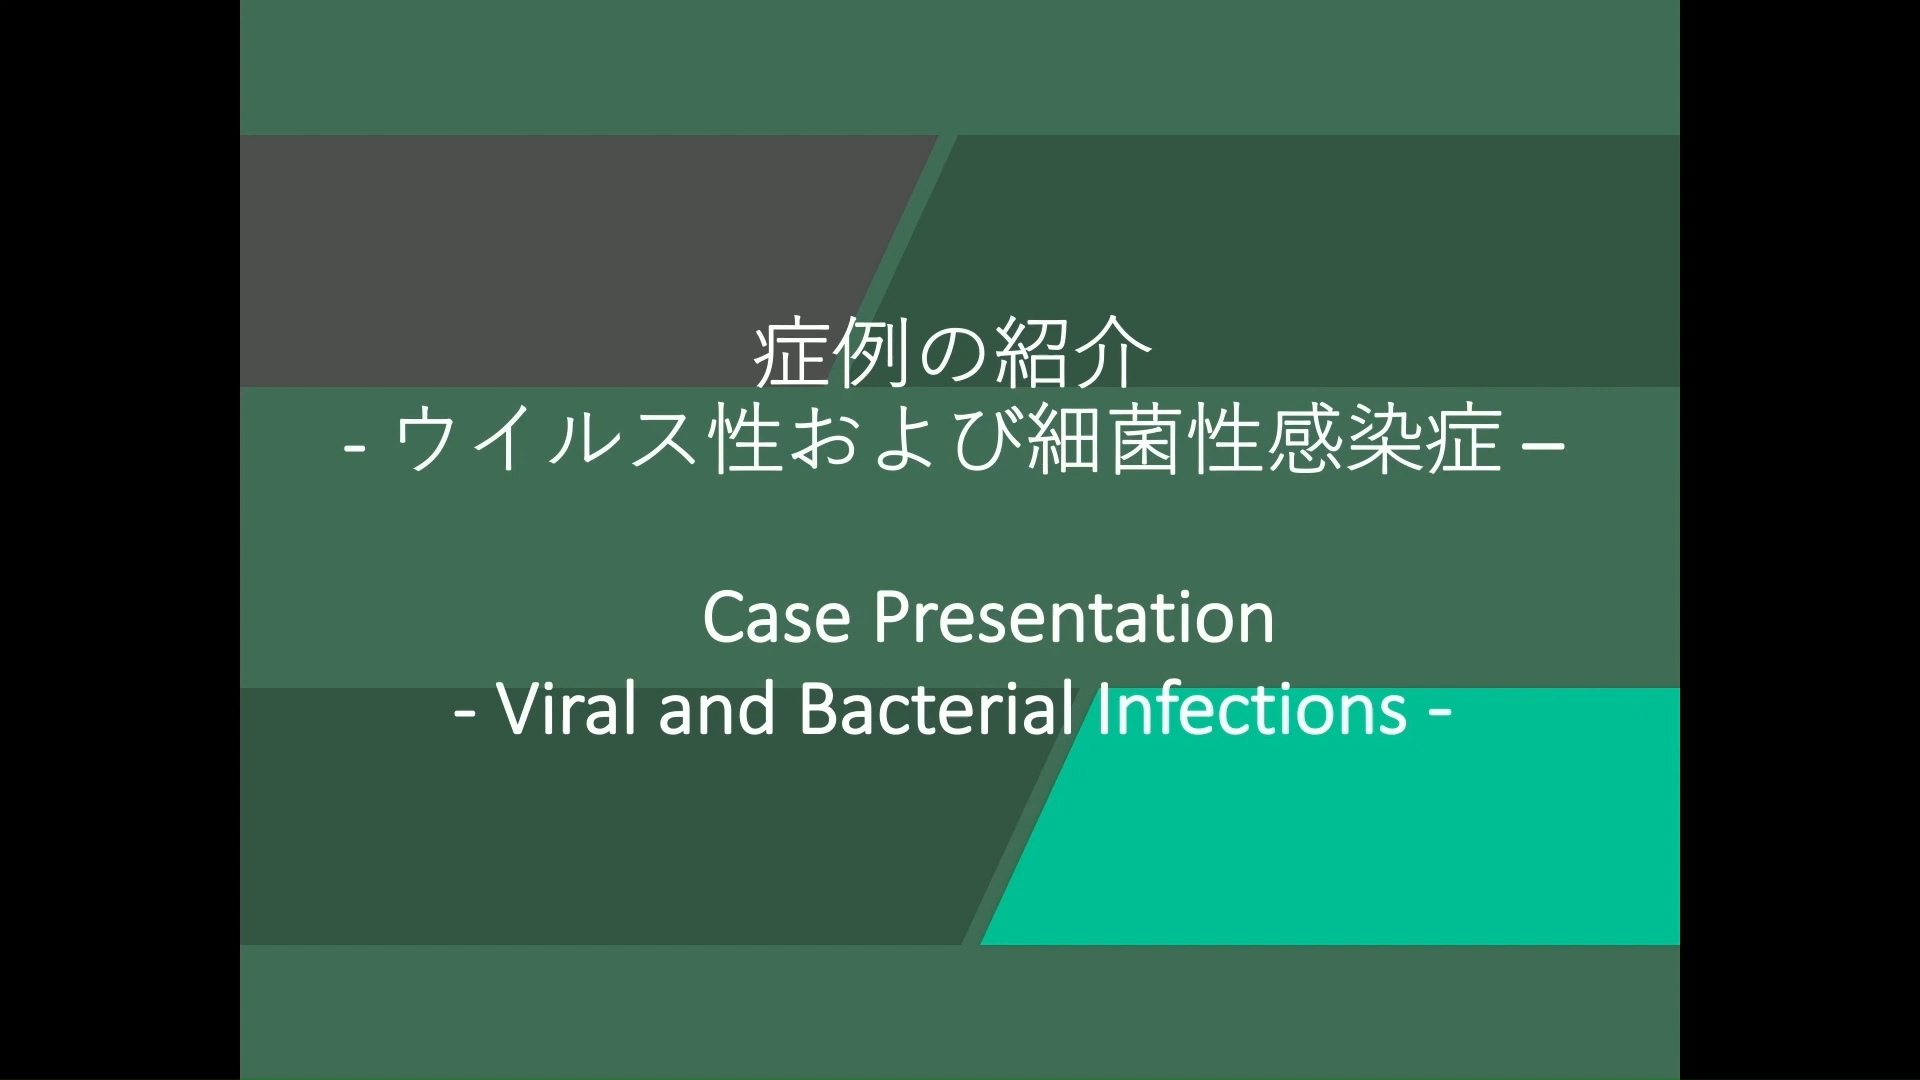 症例の紹介
- ウイルス性および細菌性感染症 –
Case Presentation
- Viral and Bacterial Infections -